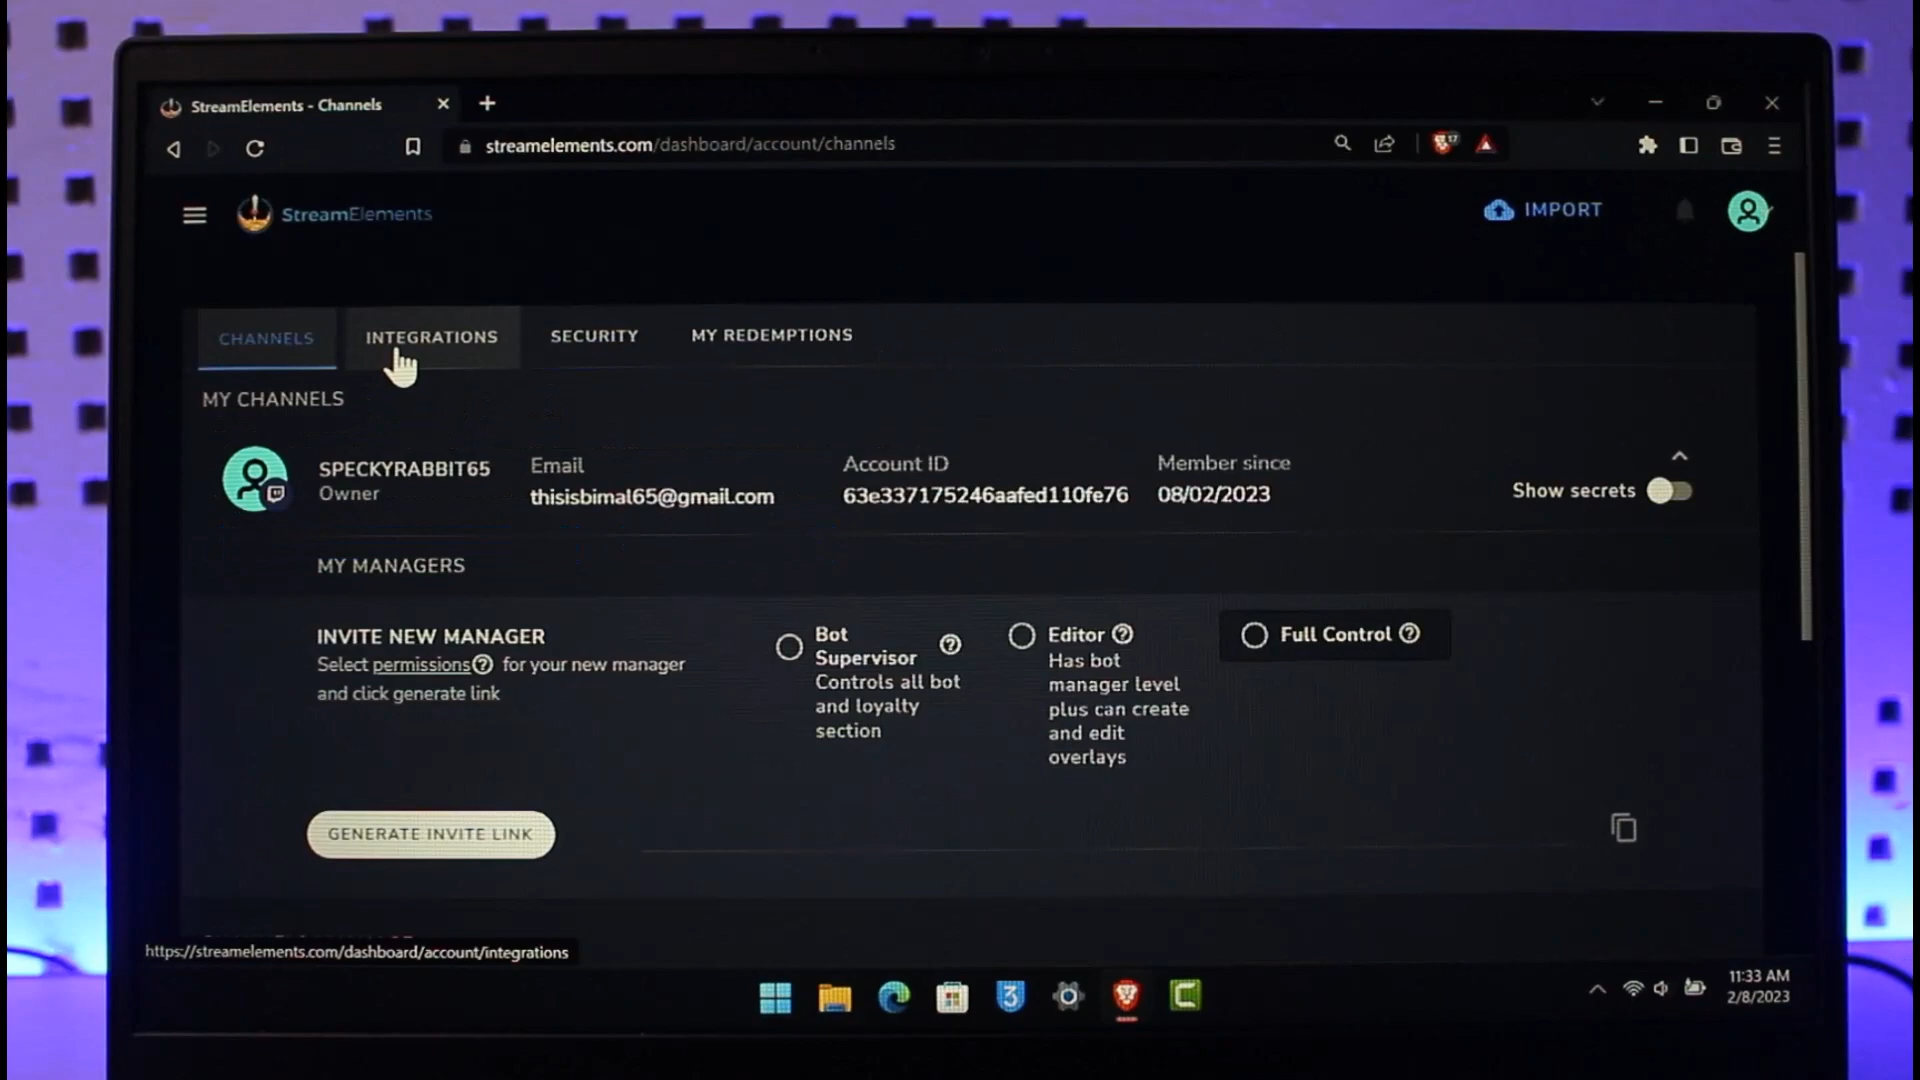 StreamElements - Channels
streamelements.com/dashboard/account/channels
17
StreamElements
IMPORT
CHANNELS
INTEGRATIONS
SECURITY
MY REDEMPTIONS
MY CHANNELS
SPECKYRABBIT65
Owner
Email
thisisbimal65@gmail.com
Account ID
63e337175246aafed110fe76
Member since
08/02/2023
Show secrets
MY MANAGERS
INVITE NEW MANAGER
Select permissions? for your new manager
and click generate link
Bot
Supervisor
?
Controls all bot
and loyalty
section
Editor ?
Has bot
manager level
plus can create
and edit
overlays
Full Control ?
GENERATE INVITE LINK
https://streamelements.com/dashboard/account/integrations
3
11:33 AM
2/8/2023